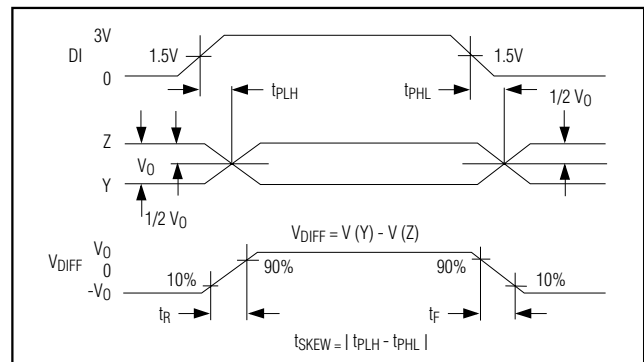 3V
DI
1.5V
1.5V
0
tPLH
tPHL
1/2 VO
Z
VO
Y
1/2 VO
VDIFF = V (Y) - V (Z)
VO
VDIFF
0
-VO
10%
90%
90%
10%
tR
tF
tSKEW = | tPLH - tPHL |